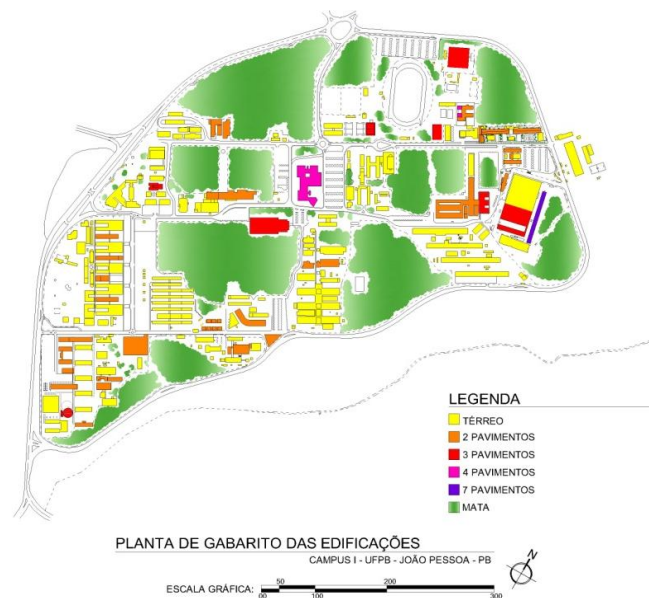 LEGENDA
TÉRREO
2 PAVIMENTOS
3 PAVIMENTOS
4 PAVIMENTOS
7 PAVIMENTOS
MATA
PLANTA DE GABARITO DAS EDIFICAÇÕES
CAMPUS I - UFPB - JOÃO PESSOA - PB
N
ESCALA GRÁFICA:
50 200
00 100 300